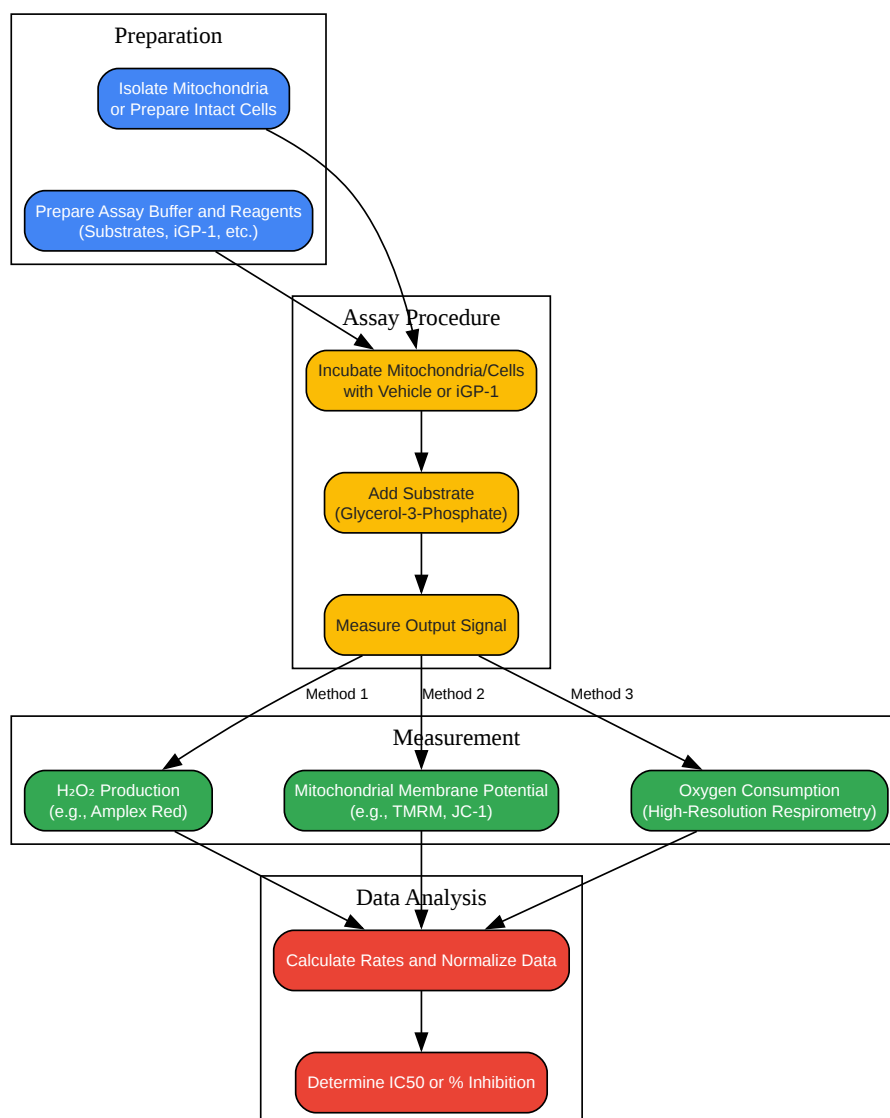 Preparation
Isolate Mitochondria
or Prepare Intact Cells
Prepare Assay Buffer and Reagents
(Substrates, iGP-1, etc.)
Assay Procedure
Incubate Mitochondria/Cells
with Vehicle or iGP-1
Add Substrate
(Glycerol-3-Phosphate)
Measure Output Signal
Method 1
Method 2
Method 3
Measurement
H₂O₂ Production
(e.g., Amplex Red)
Mitochondrial Membrane Potential
(e.g., TMRM, JC-1)
Oxygen Consumption
(High-Resolution Respirometry)
Data Analysis
Calculate Rates and Normalize Data
Determine IC50 or % Inhibition